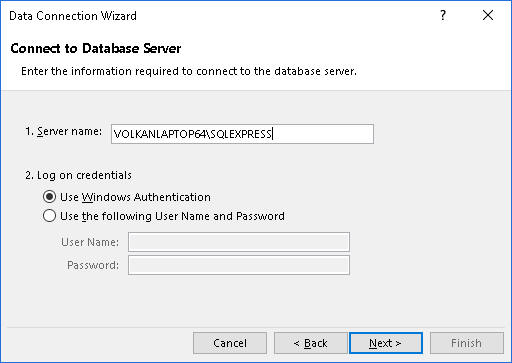 Data Connection Wizard ?
Connect to Database Server
Enter the information required to connect to the database server.
1. Server name: VOLKANLAPTOP64\SQLEXPRESS
2. Log on credentials
Use Windows Authentication
Use the following User Name and Password
User Name:
Password:
Cancel < Back Next > Finish